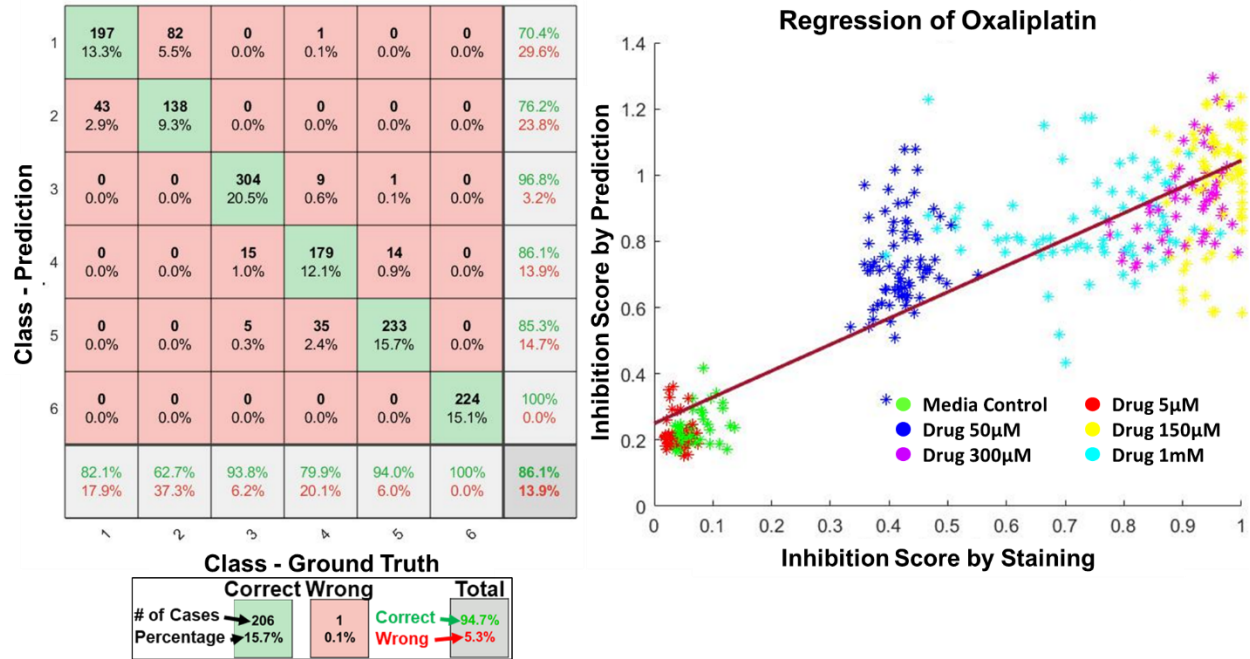 1
197 82 0 1 0 0 70.4%
13.3% 5.5% 0.0% 0.1% 0.0% 0.0% 29.6%
2
43 138 0 0 0 0 76.2%
2.9% 9.3% 0.0% 0.0% 0.0% 0.0% 23.8%
3
0 0 304 9 1 0 96.8%
0.0% 0.0% 20.5% 0.6% 0.1% 0.0% 3.2%
4
0 0 15 179 14 0 86.1%
0.0% 0.0% 1.0% 12.1% 0.9% 0.0% 13.9%
5
0 0 5 35 233 0 85.3%
0.0% 0.0% 0.3% 2.4% 15.7% 0.0% 14.7%
6
0 0 0 0 0 224 100%
0.0% 0.0% 0.0% 0.0% 0.0% 15.1% 0.0%
82.1% 62.7% 93.8% 79.9% 94.0% 100% 86.1%
17.9% 37.3% 6.2% 20.1% 6.0% 0.0% 13.9%
1 2 3 4 5 6
Class - Prediction
Class - Ground Truth
Correct Wrong Total
# of Cases 206 1 Correct 94.7%
Percentage 15.7% 0.1% Wrong 5.3%
Regression of Oxaliplatin
Inhibition Score by Prediction
1.4
1.2
1
0.8
0.6
0.4
0.2
0
Media Control Drug 5µM
Drug 50µM Drug 150µM
Drug 300µM Drug 1mM
0 0.1 0.2 0.3 0.4 0.5 0.6 0.7 0.8 0.9 1
Inhibition Score by Staining